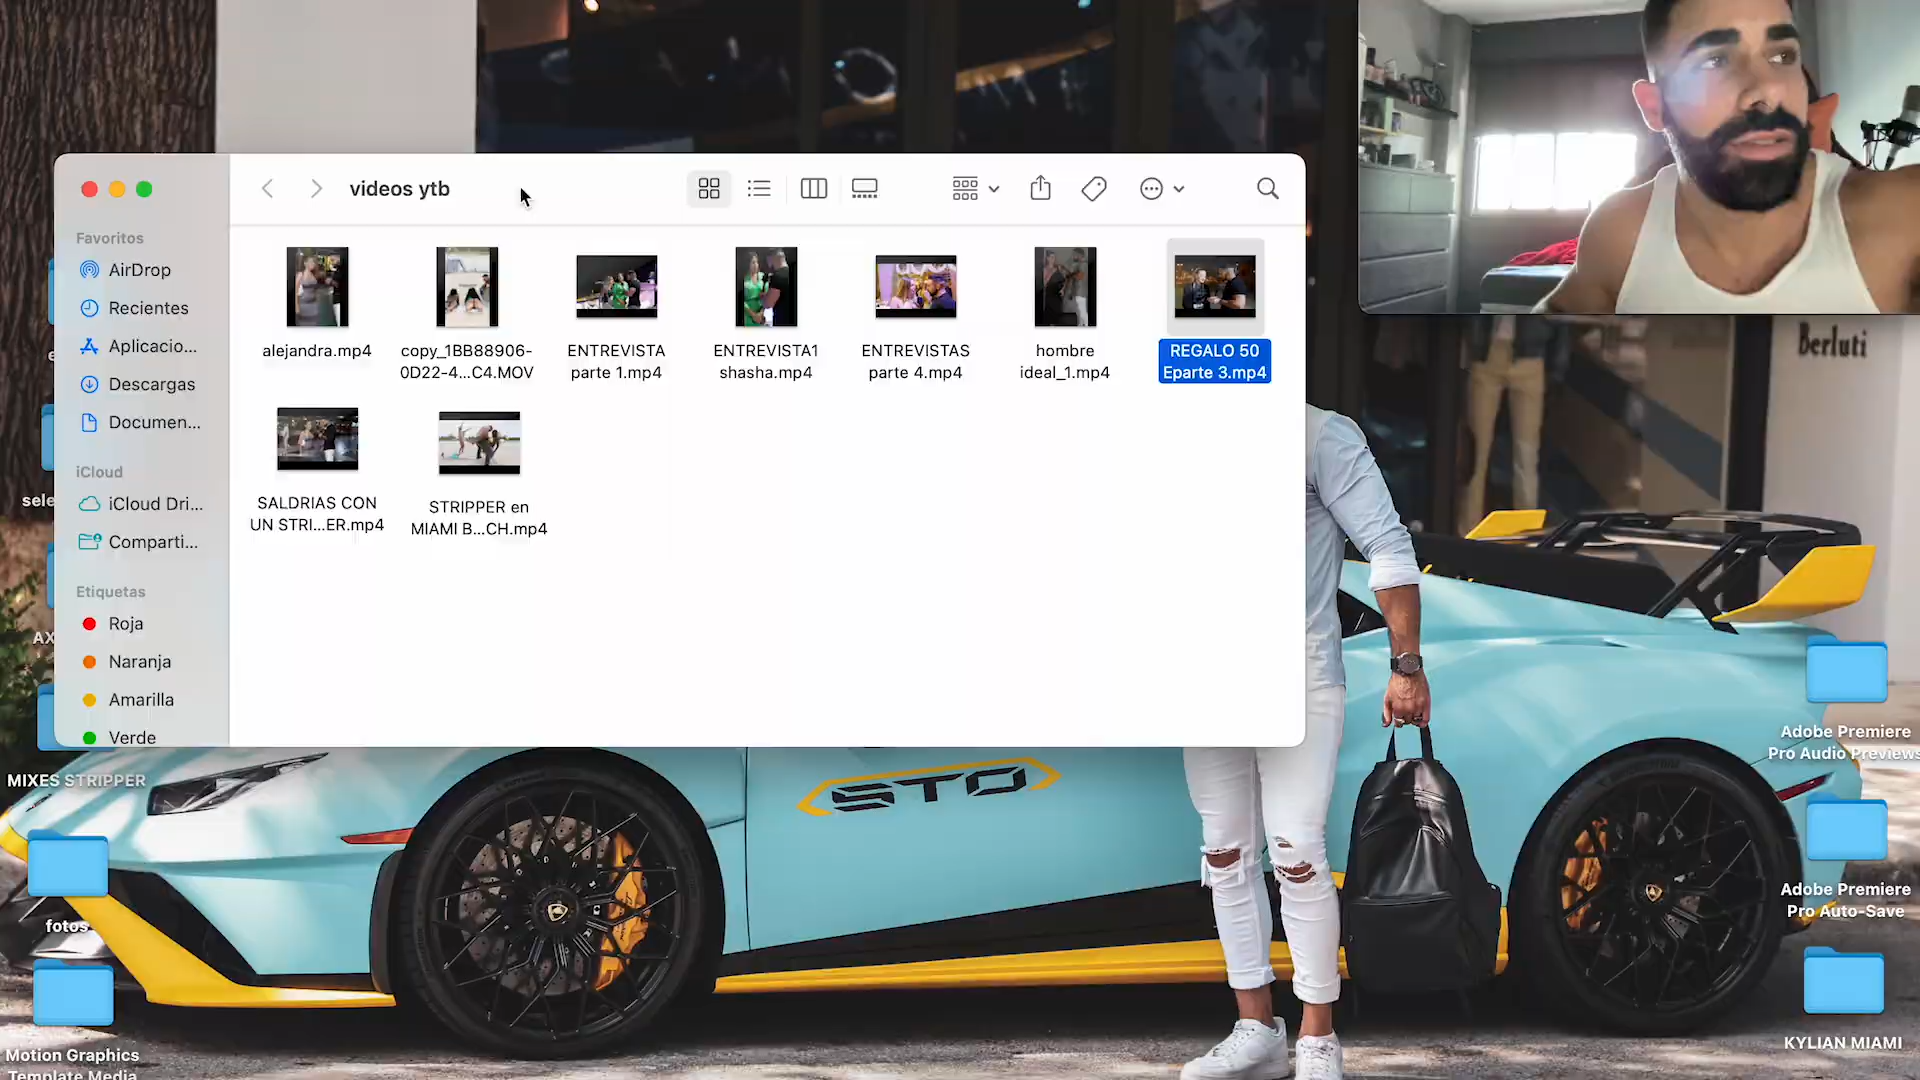 videos ytb
Favoritos
AirDrop
Recientes
Aplicacio...
Descargas
Documen...
iCloud
iCloud Dri...
Comparti...
Etiquetas
Roja
Naranja
Amarilla
Verde
alejandra.mp4
copy_1BB88906-
0D22-4...C4.MOV
ENTREVISTA
parte 1.mp4
ENTREVISTA1
shasha.mp4
ENTREVISTAS
parte 4.mp4
hombre
ideal_1.mp4
REGALO 50
Eparte 3.mp4
SALDRIAS CON
UN STRI...ER.mp4
STRIPPER en
MIAMI B...CH.mp4
Berluti
sele
AX
MIXES STRIPPER
fotos
Motion Graphics
Template Media
STO
Adobe Premiere
Pro Audio Previews
Adobe Premiere
Pro Auto-Save
KYLIAN MIAMI